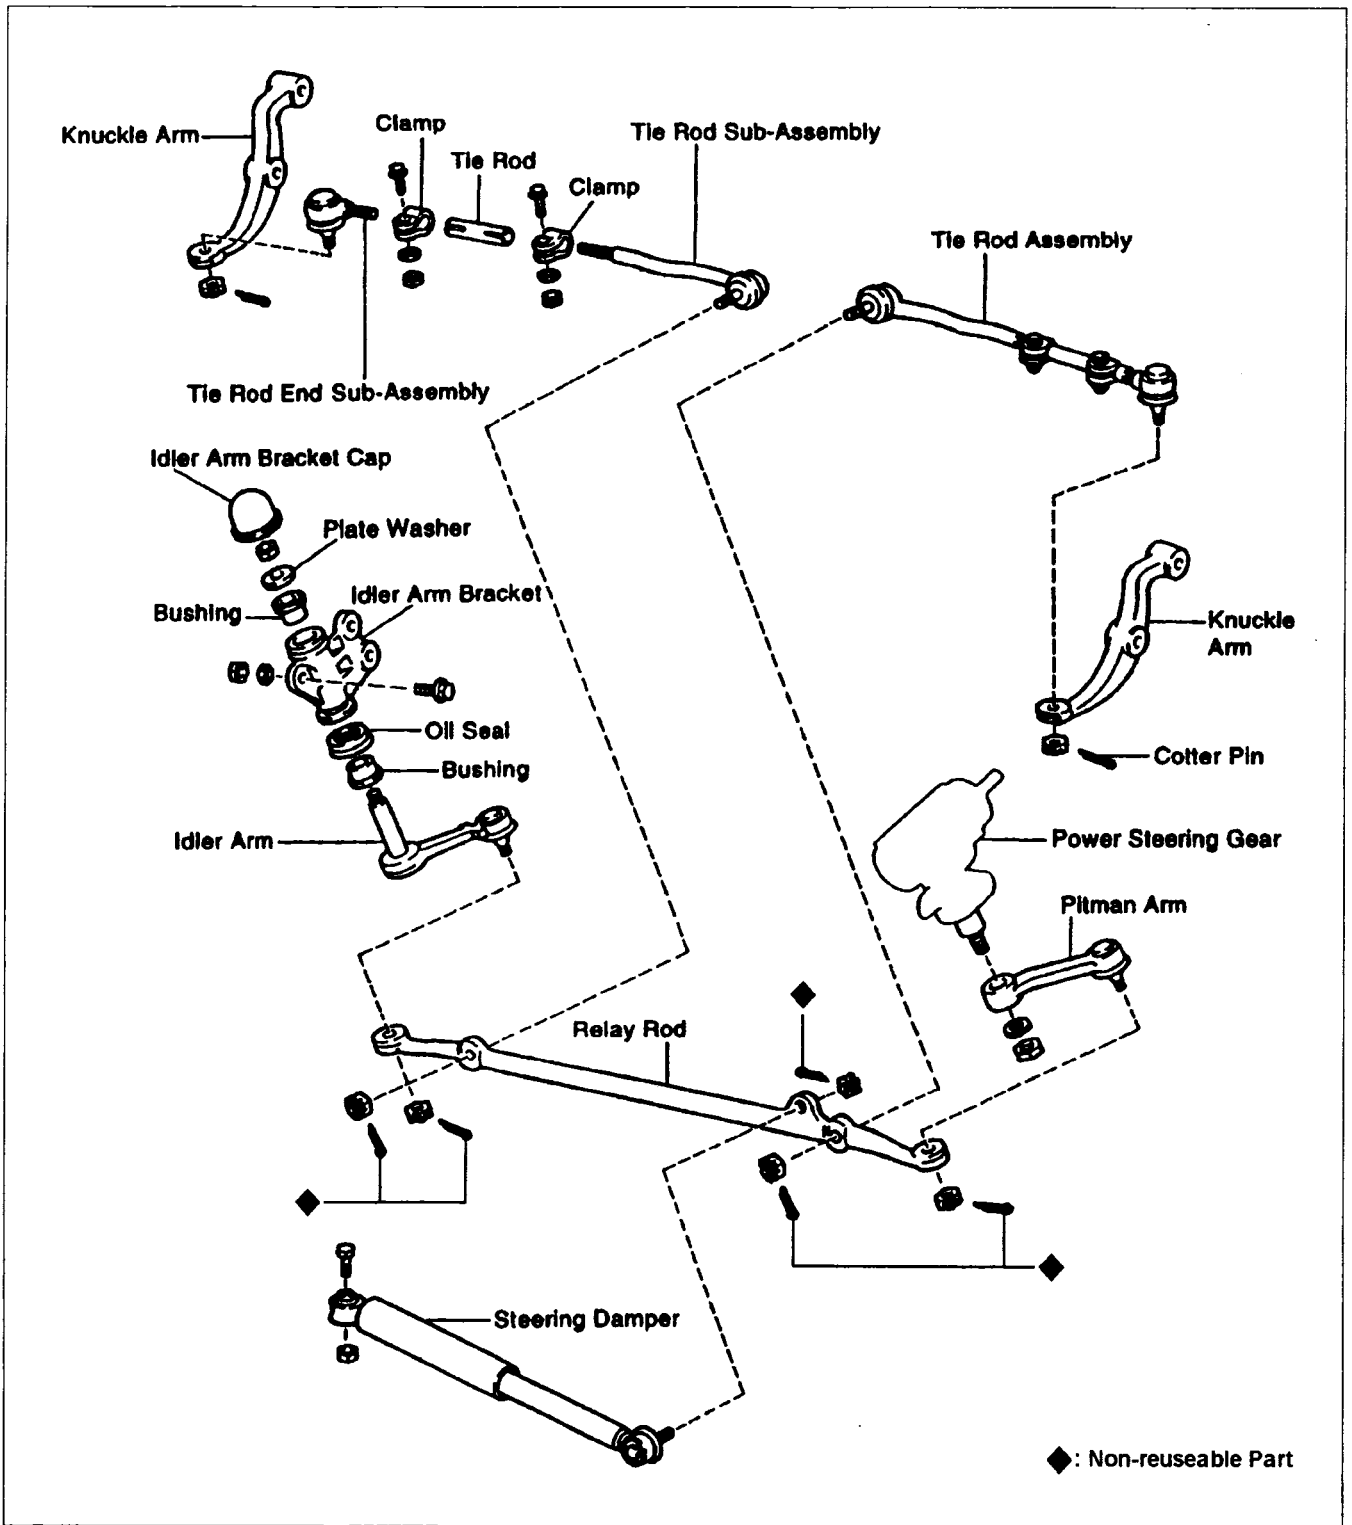 Knuckle Arm
Clamp
Tie Rod
Clamp
Tie Rod Sub-Assembly
Tie Rod Assembly
Tie Rod End Sub-Assembly
Idler Arm Bracket Cap
Plate Washer
Idler Arm Bracket
Bushing
Knuckle
Arm
Oil Seal
Bushing
Cotter Pin
Idler Arm
Power Steering Gear
Pitman Arm
Relay Rod
Steering Damper
◆: Non-reuseable Part